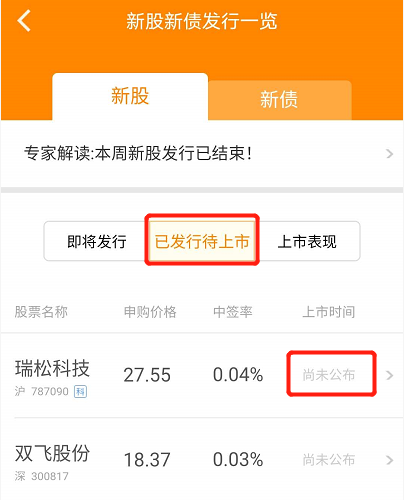 新股新债发行一览
新股 新债
专家解读:本周新股发行已结束！
即将发行 已发行待上市 上市表现
股票名称 申购价格 中签率 上市时间
瑞松科技 27.55 0.04% 尚未公布
沪 787090 科
双飞股份 18.37 0.03% 尚未公布
深 300817